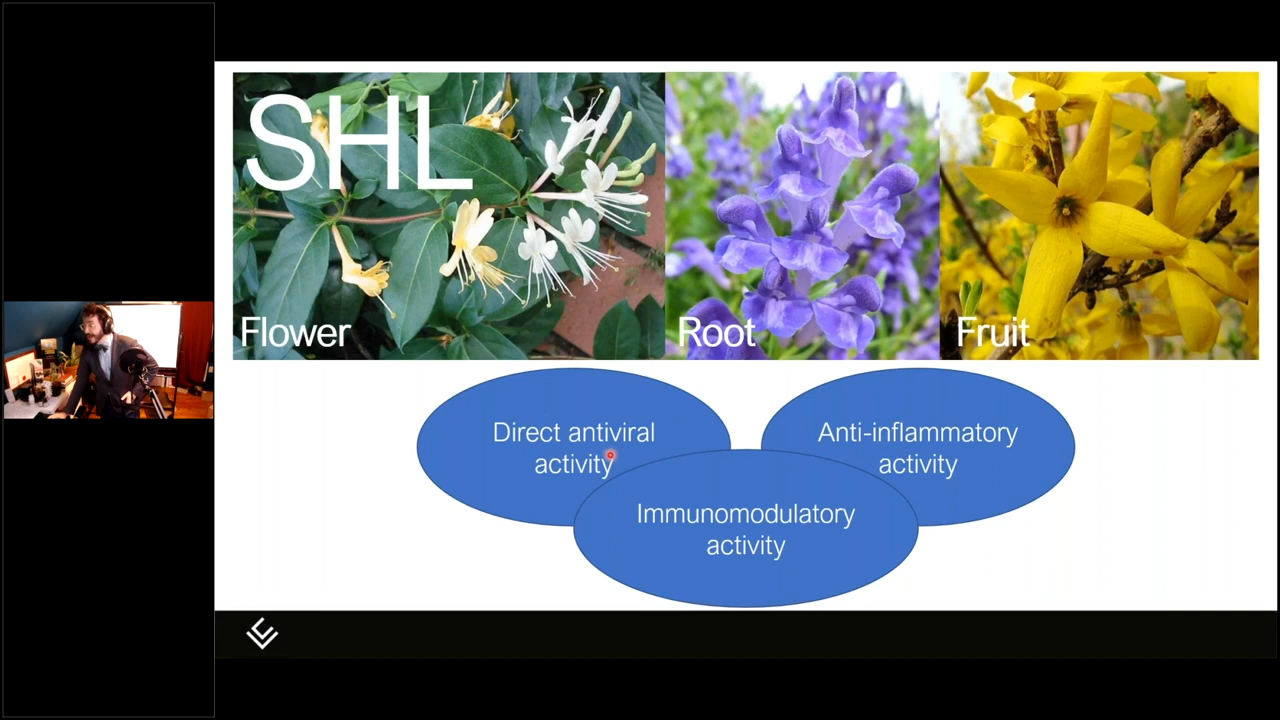 SHL
Flower
Root
Fruit
Direct antiviral
activity
Anti-inflammatory
activity
Immunomodulatory
activity